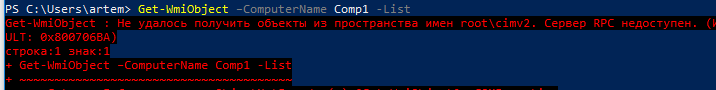 PS C:\Users\artem> Get-WmiObject -ComputerName Comp1 -List
Get-WmiObject : Не удалось получить объекты из пространства имен root\cimv2. Сервер RPC недоступен. (
ULT: 0x800706BA)
строка:1 знак:1
+ Get-WmiObject -ComputerName Comp1 -List
+ ~~~~~~~~~~~~~~~~~~~~~~~~~~~~~~~~~~~~~~~